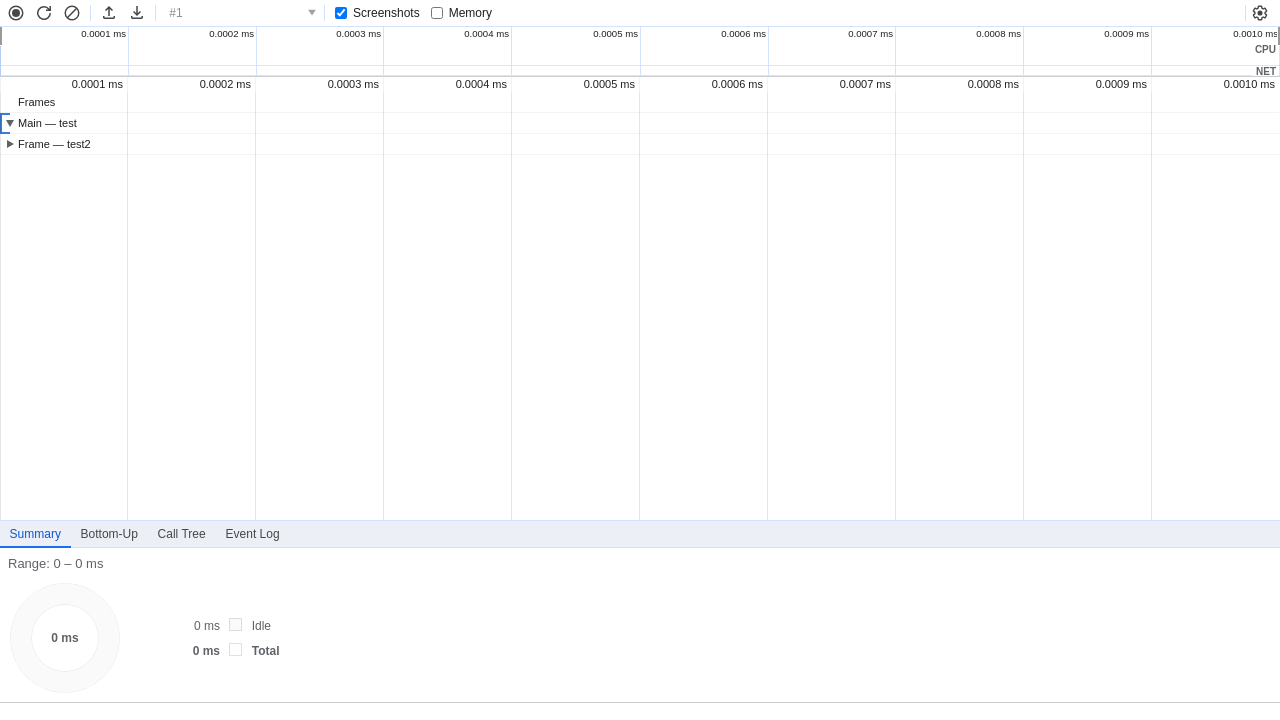 #1 Screenshots Memory
0.0001 ms 0.0002 ms 0.0003 ms 0.0004 ms 0.0005 ms 0.0006 ms 0.0007 ms 0.0008 ms 0.0009 ms 0.0010 ms
CPU
NET
0.0001 ms 0.0002 ms 0.0003 ms 0.0004 ms 0.0005 ms 0.0006 ms 0.0007 ms 0.0008 ms 0.0009 ms 0.0010 ms
Frames
Main — test
Frame — test2
Summary Bottom-Up Call Tree Event Log
Range: 0 – 0 ms
0 ms Idle
0 ms
0 ms Total